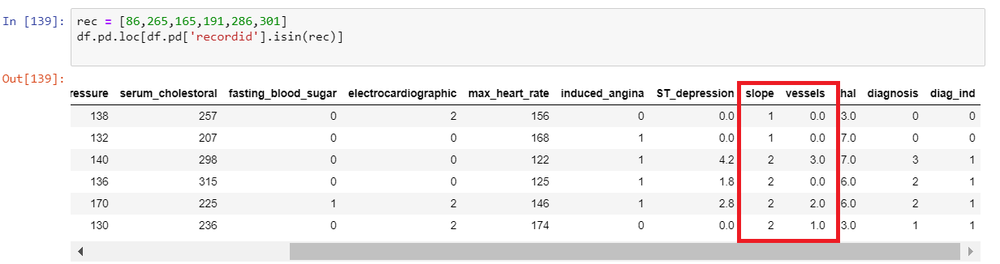 In [139]: rec = [86,265,165,191,286,301]
df.pd.loc[df.pd['recordid'].isin(rec)]
Out[139]:
ressure serum_cholestoral fasting_blood_sugar electrocardiographic max_heart_rate induced_angina ST_depression slope vessels hal diagnosis diag_ind
138 257 0 2 156 0 0.0 1 0.0 3.0 0 0
132 207 0 0 168 1 0.0 1 0.0 7.0 0 0
140 298 0 0 122 1 4.2 2 3.0 7.0 3 1
136 315 0 0 125 1 1.8 2 0.0 6.0 2 1
170 225 1 2 146 1 2.8 2 2.0 6.0 2 1
130 236 0 2 174 0 0.0 2 1.0 3.0 1 1